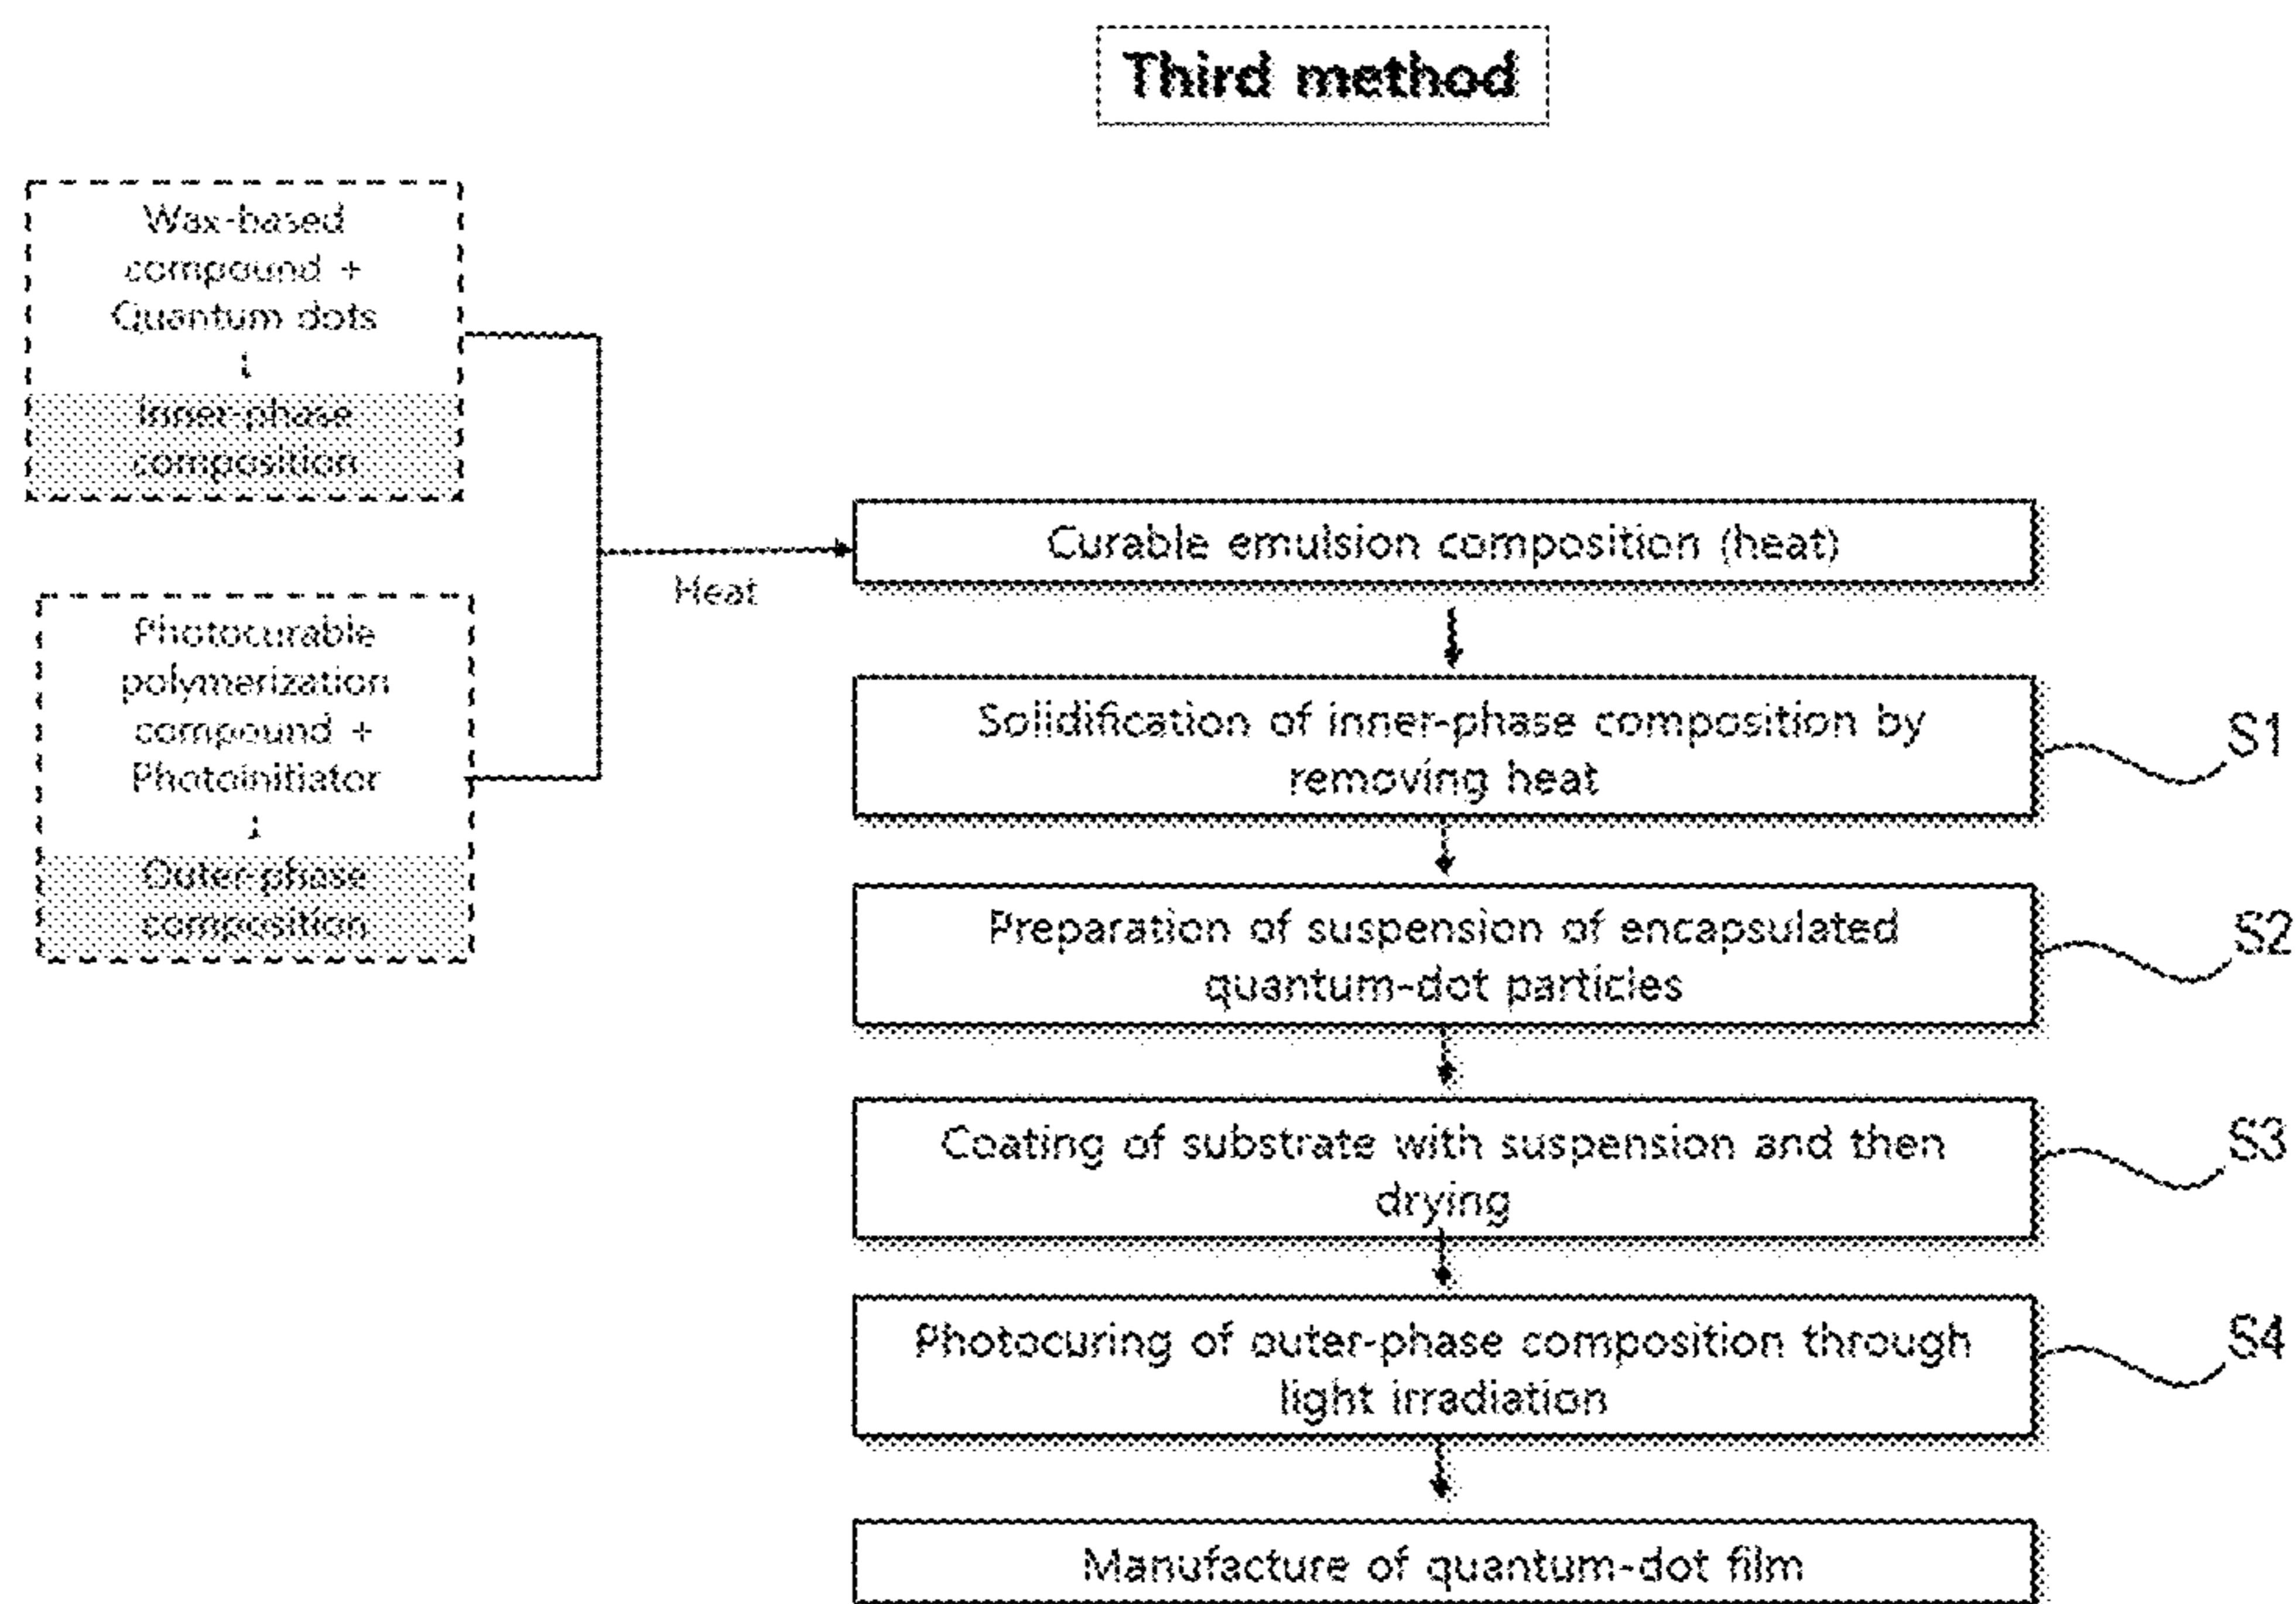 Third method
Wax-based
compound +
Quantum dots
Inner-phase
composition
Photocurable
polymerization
compound +
Photoinitiator
Outer-phase
composition
Heat
Curable emulsion composition (heat)
Solidification of inner-phase composition by
removing heat
S1
Preparation of suspension of encapsulated
quantum-dot particles
S2
Coating of substrate with suspension and then
drying
S3
Photocuring of outer-phase composition through
light irradiation
S4
Manufacture of quantum-dot film